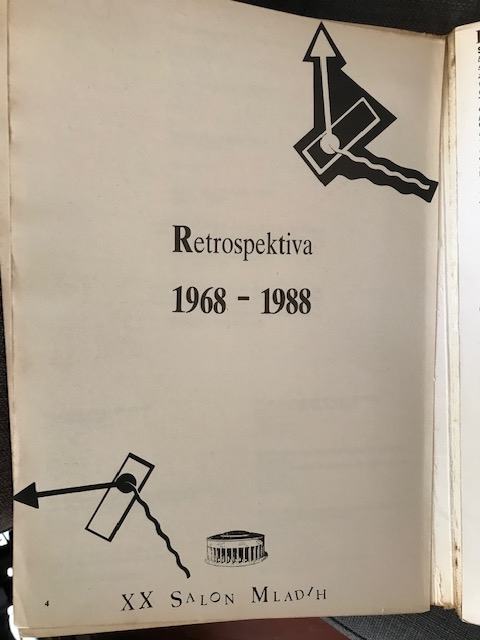 Retrospektiva
1968 - 1988
4
XX SALON MLADIH